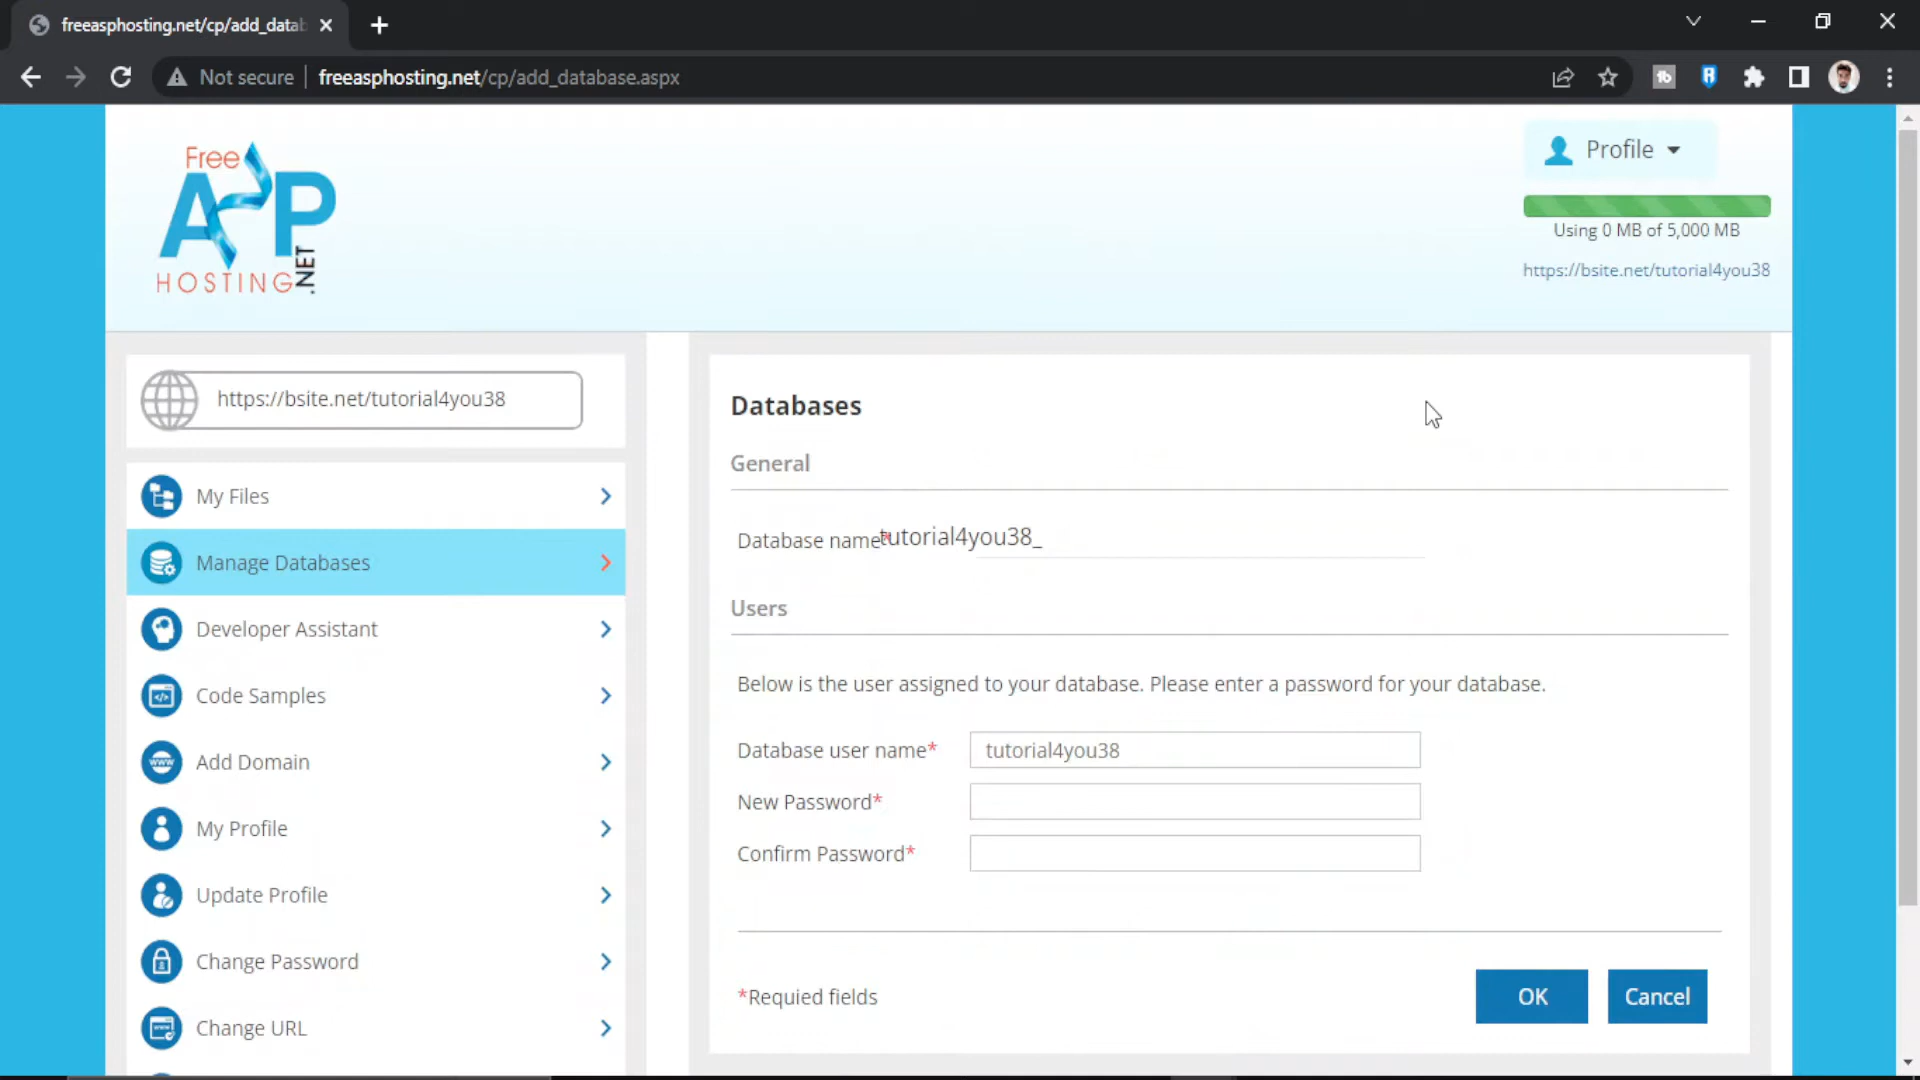 freeasphosting.net/cp/add_datab
Not secure
freeasphosting.net/cp/add_database.aspx
Free
ASP
HOSTING.NET
Profile
Using 0 MB of 5,000 MB
https://bsite.net/tutorial4you38
https://bsite.net/tutorial4you38
My Files
Manage Databases
Developer Assistant
Code Samples
Add Domain
My Profile
Update Profile
Change Password
Change URL
Databases
General
Database name* tutorial4you38_
Users
Below is the user assigned to your database. Please enter a password for your database.
Database user name* tutorial4you38
New Password*
Confirm Password*
*Requied fields
OK
Cancel